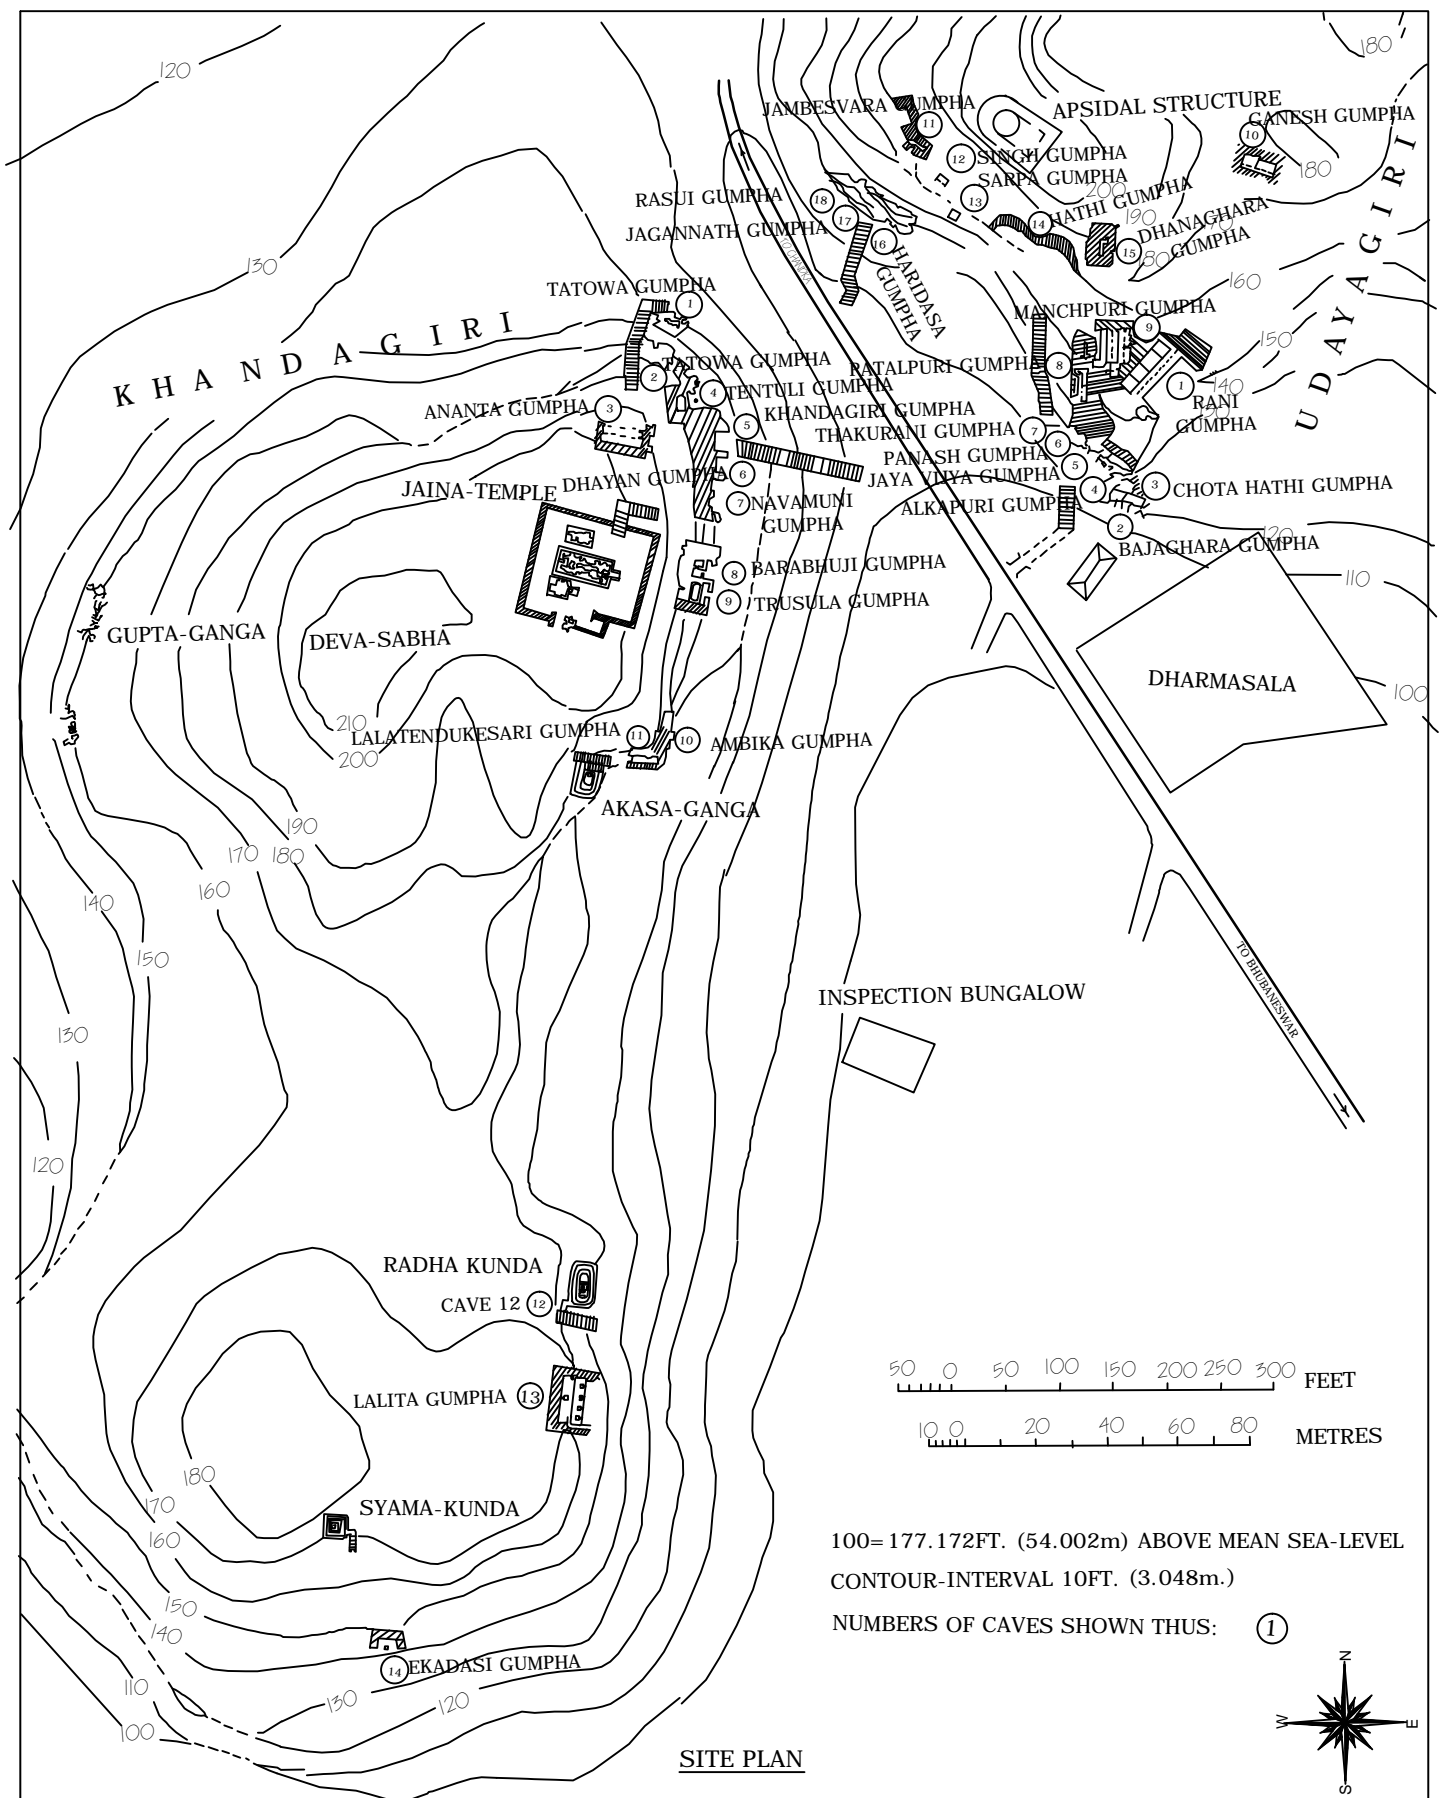 120
180
JAMBESVARA GUMPHA
11
APSIDAL STRUCTURE
GANESH GUMPHA
10
180
12
SINGH GUMPHA
SARPA GUMPHA
13
200
RASUI GUMPHA
18
17
JAGANNATH GUMPHA
16
HARIDASA
GUMPHA
14
HATHI GUMPHA
190
170
DHANAGHARA
GUMPHA
15
180
160
UDAYAGIRI
130
TO CHANDKA
TATOWA GUMPHA
1
KHANDAGIRI
MANCHPURI GUMPHA
9
150
TATOWA GUMPHA
2
PATALPURI GUMPHA
8
4
TENTULI GUMPHA
1
140
RANI
GUMPHA
130
ANANTA GUMPHA
3
5
KHANDAGIRI GUMPHA
THAKURANI GUMPHA
7
6
PANASH GUMPHA
5
JAYA VIJYA GUMPHA
DHAYAN GUMPHA
6
JAINA-TEMPLE
4
3
CHOTA HATHI GUMPHA
ALKAPURI GUMPHA
7
NAVAMUNI
GUMPHA
2
120
BAJAGHARA GUMPHA
110
8
BARABHUJI GUMPHA
9
TRUSULA GUMPHA
GUPTA-GANGA
DEVA-SABHA
DHARMASALA
100
210
LALATENDUKESARI GUMPHA
11
10
AMBIKA GUMPHA
200
AKASA-GANGA
190
170
180
160
140
150
130
INSPECTION BUNGALOW
TO BHUBANESWAR
120
RADHA KUNDA
CAVE 12
12
LALITA GUMPHA
13
50 0 50 100 150 200 250 300 FEET
10 0 20 40 60 80 METRES
180
170
160
SYAMA-KUNDA
100=177.172FT. (54.002m) ABOVE MEAN SEA-LEVEL
CONTOUR-INTERVAL 10FT. (3.048m.)
NUMBERS OF CAVES SHOWN THUS: 1
150
140
14
EKADASI GUMPHA
110
130
120
100
SITE PLAN
N
W
E
S